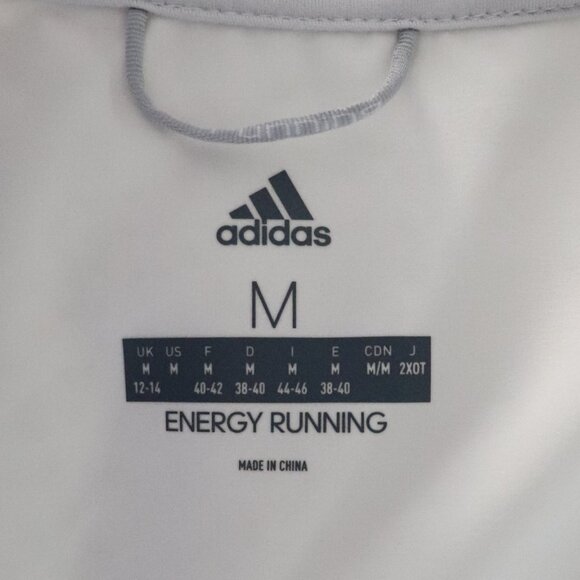 adidas
M
UK US F D I E CDN J
M M M M M M M/M 2XOT
12-14 40-42 38-40 44-46 38-40
ENERGY RUNNING
MADE IN CHINA